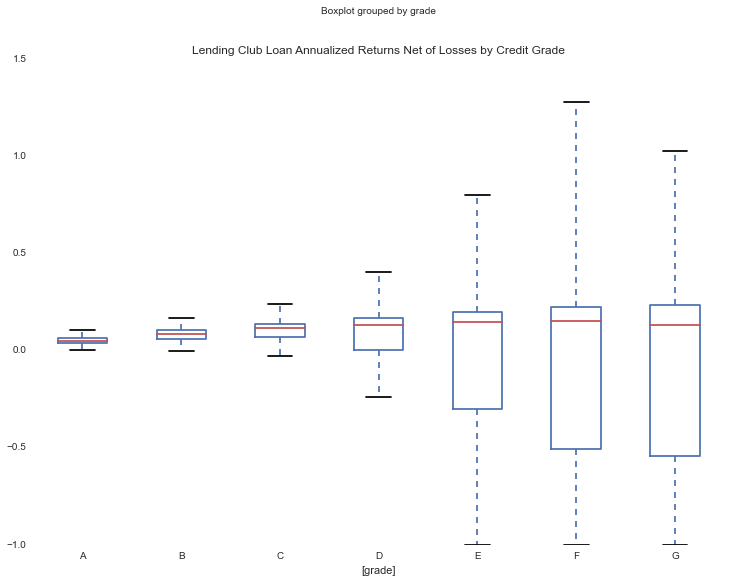 Boxplot grouped by grade
Lending Club Loan Annualized Returns Net of Losses by Credit Grade
1.5
1.0
0.5
0.0
−0.5
−1.0
A B C D E F G
[grade]